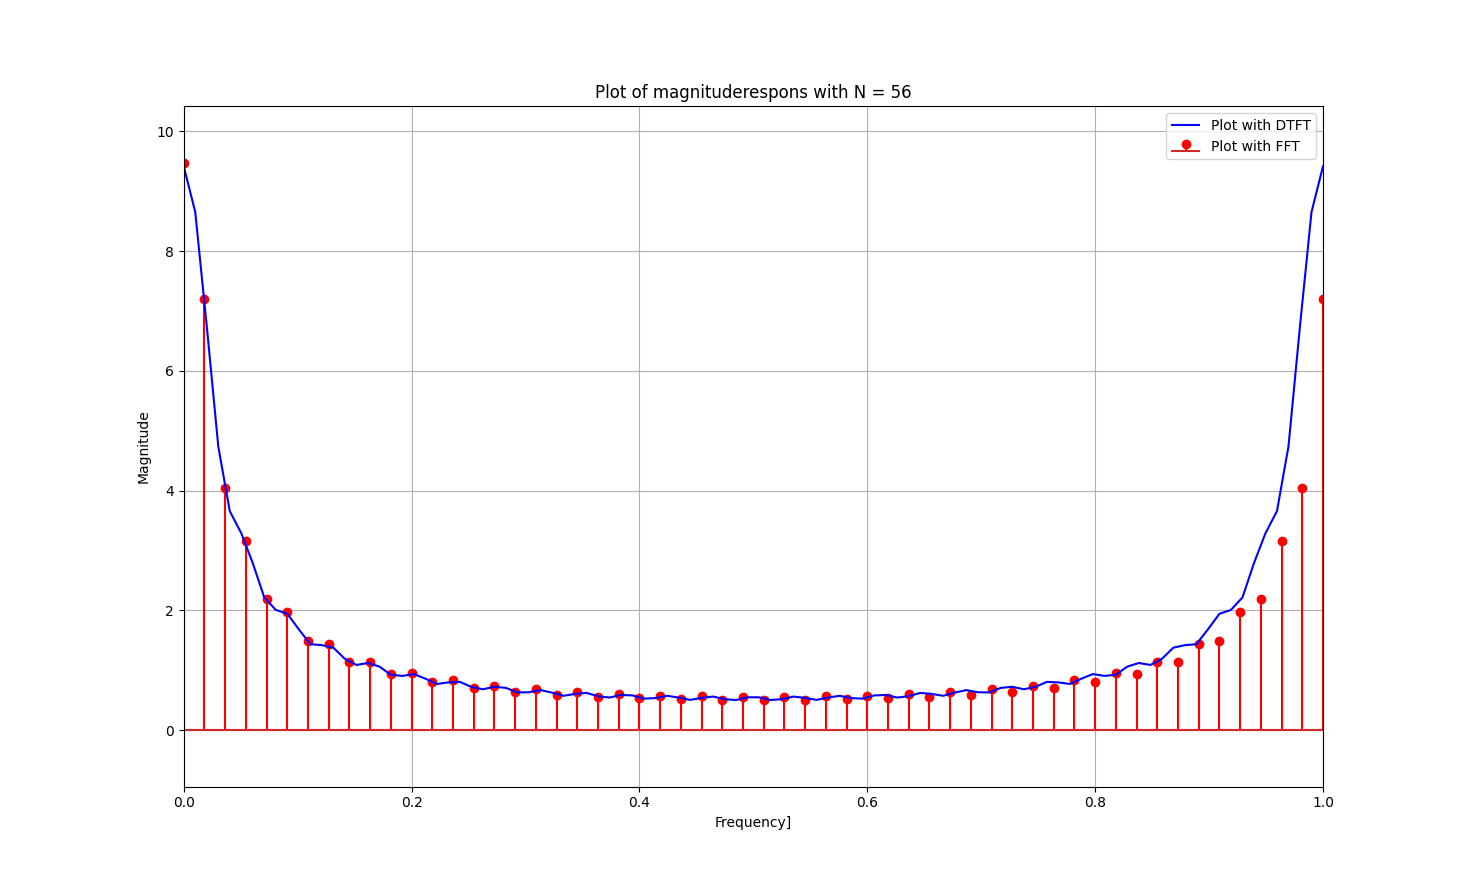 Plot of magnituderespons with N = 56
Plot with DTFT
Plot with FFT
Magnitude
10
8
6
4
2
0
0.0 0.2 0.4 0.6 0.8 1.0
Frequency]